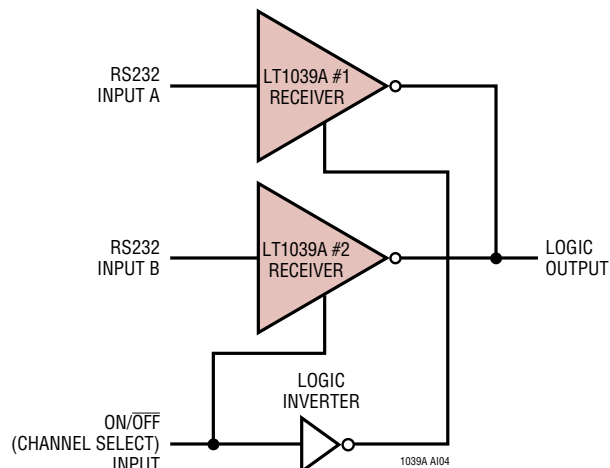 RS232
INPUT A
LT1039A #1
RECEIVER
RS232
INPUT B
LT1039A #2
RECEIVER
LOGIC
OUTPUT
LOGIC
INVERTER
ON/OFF
(CHANNEL SELECT)
INPUT
1039A AI04